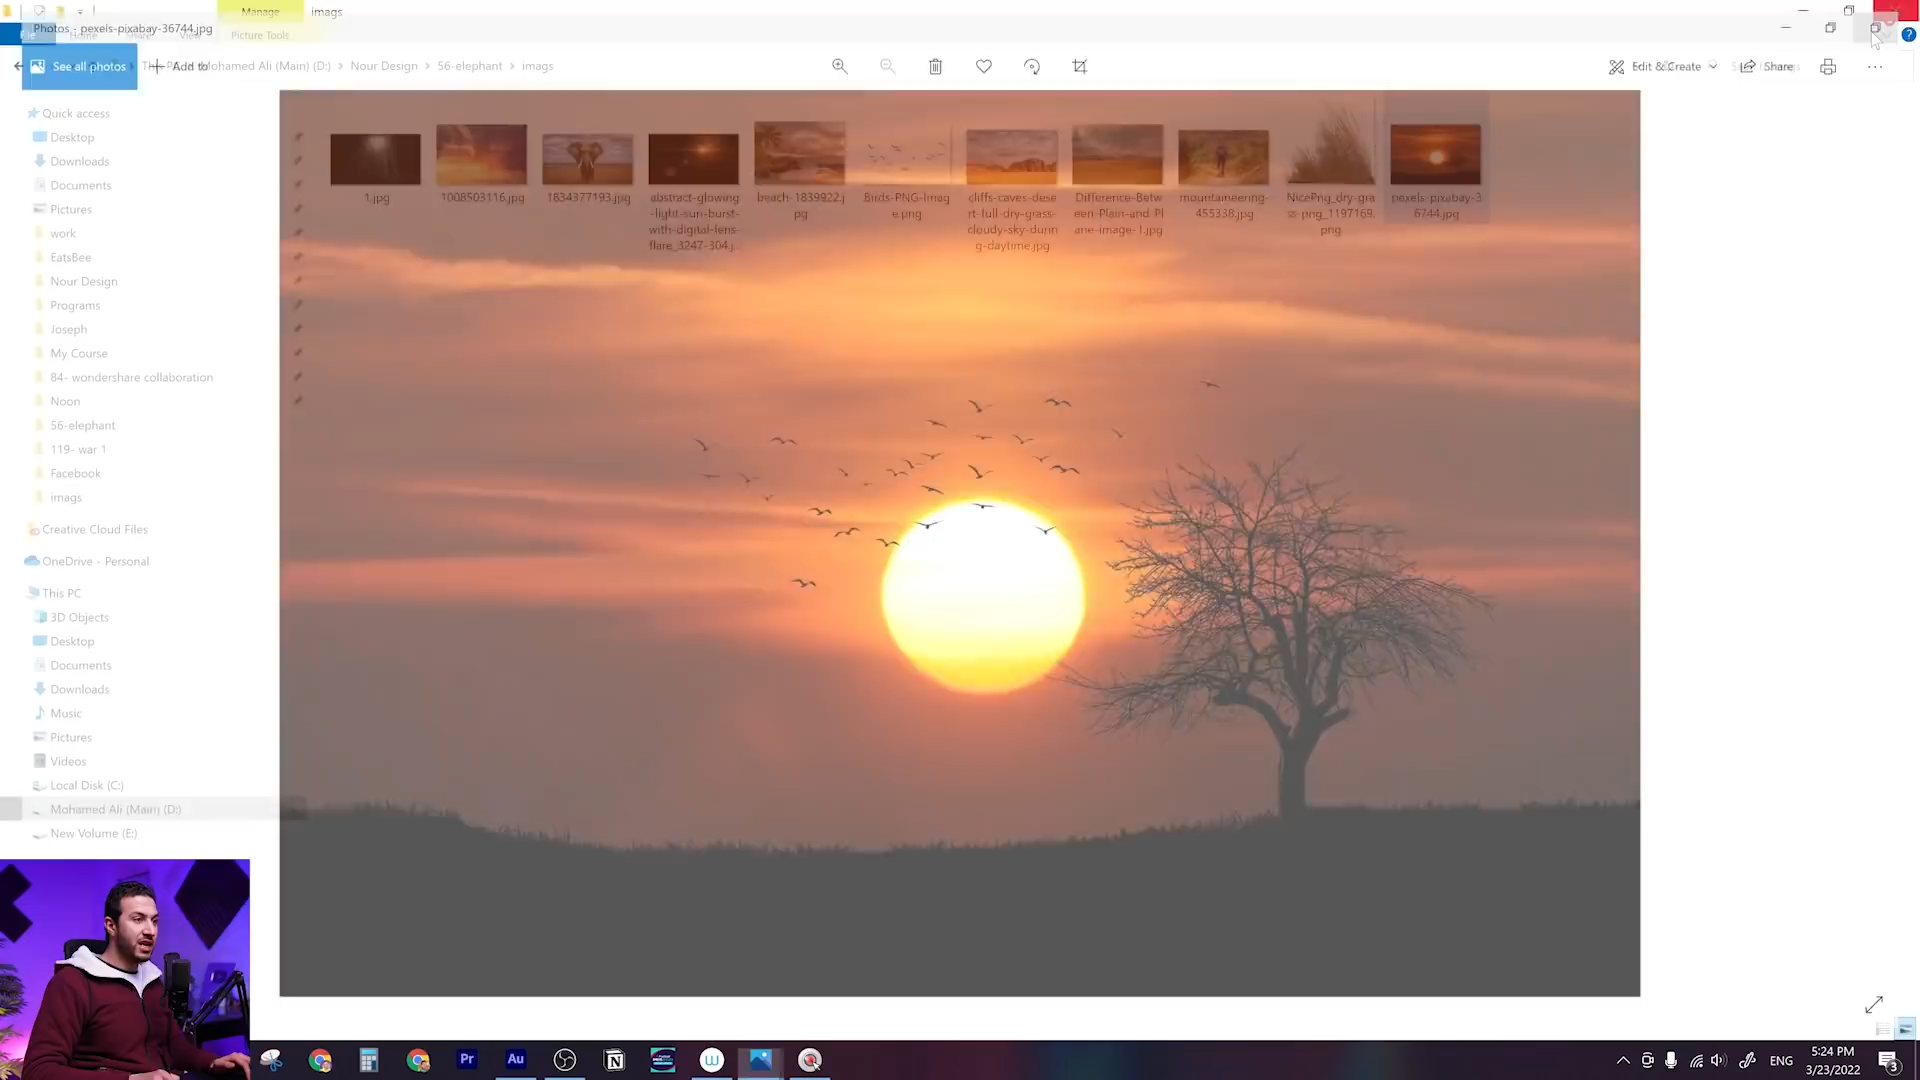 Manage
imags
Photos - pexels-pixabay-36744.jpg
File
Home
Share
View
Picture Tools
See all photos
Add to
Mohamed Ali (Main) (D:) > Nour Design > 56-elephant > imags
Edit & Create
Share
Quick access
Desktop
Downloads
Documents
Pictures
work
EatsBee
Nour Design
Programs
Joseph
My Course
84- wondershare collaboration
Noon
56-elephant
119- war 1
Facebook
imags
Creative Cloud Files
OneDrive - Personal
This PC
3D Objects
Desktop
Documents
Downloads
Music
Pictures
Videos
Local Disk (C:)
Mohamed Ali (Main) (D:)
New Volume (E:)
1.jpg
1008503116.jpg
1834377193.jpg
abstract-glowing
-light-sun-burst-
with-digital-lens-
flare_3247-304.j...
beach-1839922.j
pg
Birds-PNG-Imag
e.png
cliffs-caves-dese
rt-full-dry-grass-
cloudy-sky-durin
g-daytime.jpg
Difference-Betw
een-Plain-and-Pl
ane-image-1.jpg
mountaineering-
455338.jpg
NicePng_dry-gra
ss-png_1197169.
png
pexels-pixabay-3
6744.jpg
Pr
Au
ENG
5:24 PM
3/23/2022
3